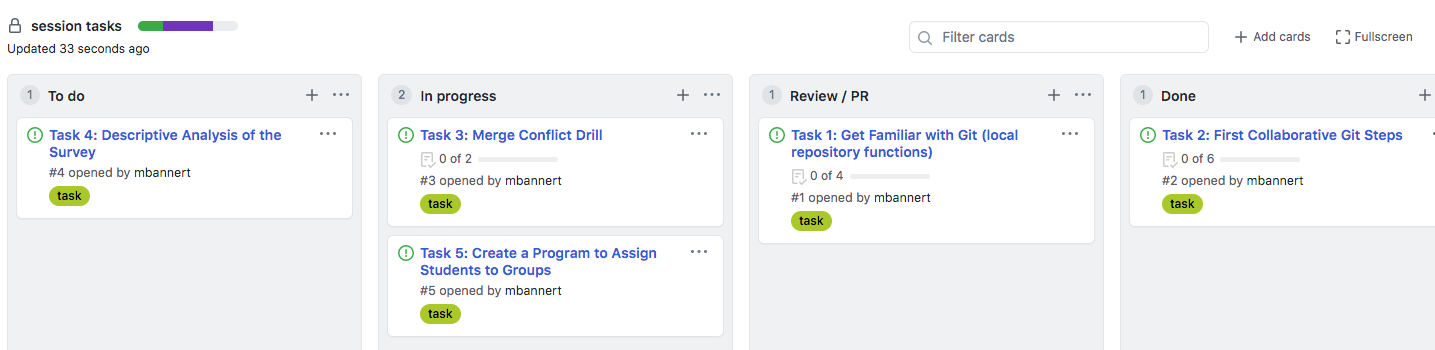 session tasks
Updated 33 seconds ago
Filter cards
Add cards
Fullscreen
1 To do
Task 4: Descriptive Analysis of the
Survey
#4 opened by mbannert
task
2 In progress
Task 3: Merge Conflict Drill
0 of 2
#3 opened by mbannert
task
Task 5: Create a Program to Assign
Students to Groups
#5 opened by mbannert
task
1 Review / PR
Task 1: Get Familiar with Git (local
repository functions)
0 of 4
#1 opened by mbannert
task
1 Done
Task 2: First Collaborative Git Steps
0 of 6
#2 opened by mbannert
task